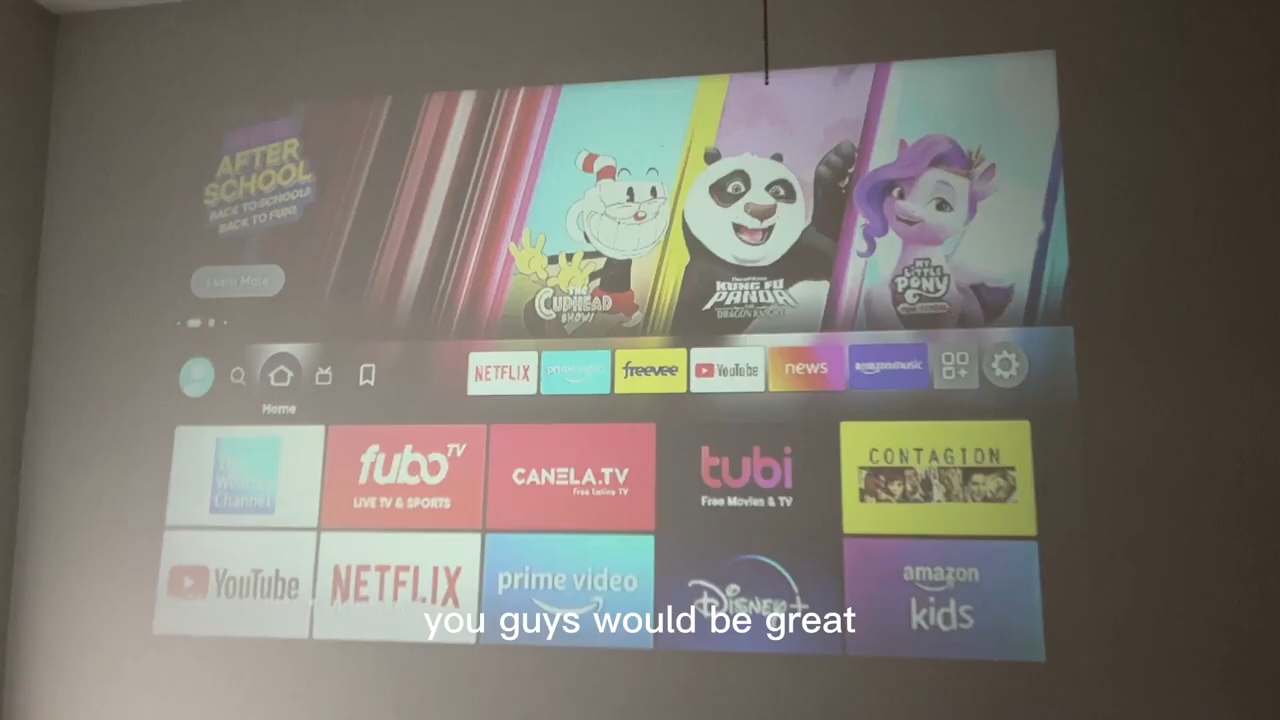 AFTER
SCHOOL
BACK TO SCHOOL!
BACK TO FUN!
Learn More
THE
CUPHEAD
SHOW!
KUNG FU
PANDA
THE
DRAGON KNIGHT
MY
LITTLE
PONY
Home
NETFLIX
prime video
freevee
YouTube
news
amazon music
The
Weather
Channel
fubo TV
LIVE TV & SPORTS
CANELA.TV
Free Latino TV
tubi
Free Movies & TV
CONTAGION
YouTube
NETFLIX
prime video
Disney+
amazon
kids
you guys would be great